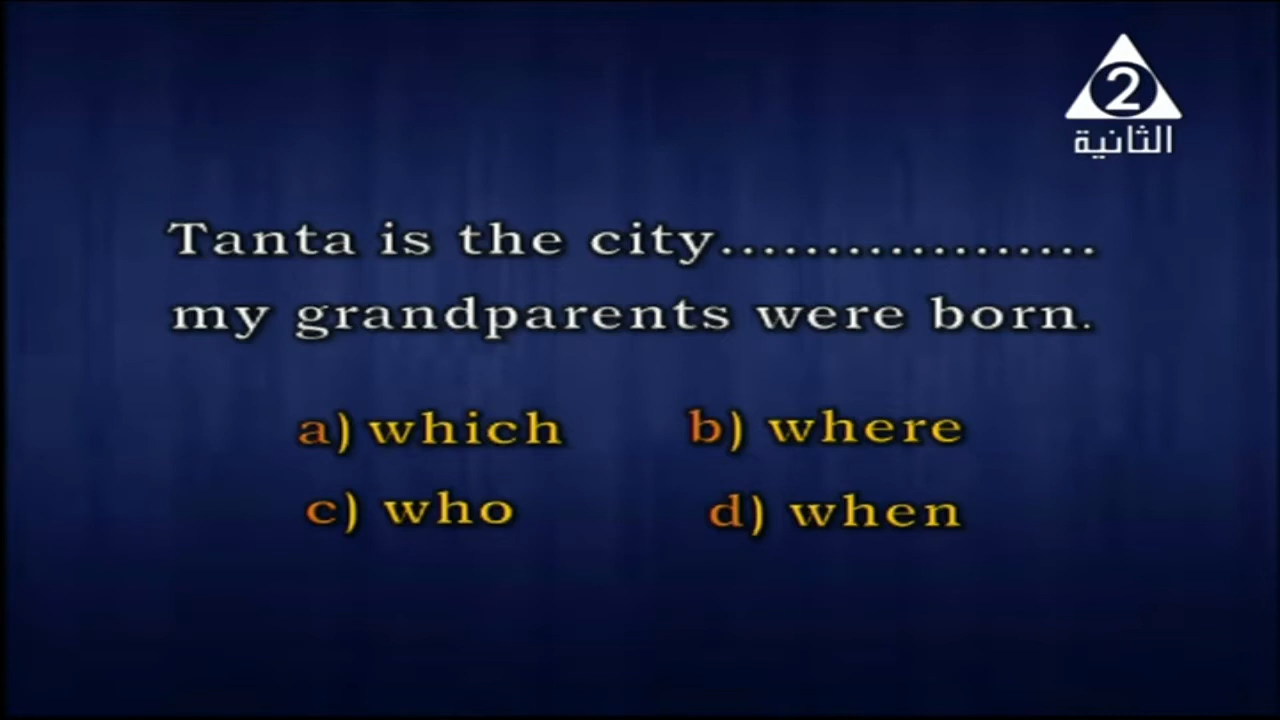 2
الثانية
Tanta is the city..................
my grandparents were born.
a) which b) where
c) who d) when